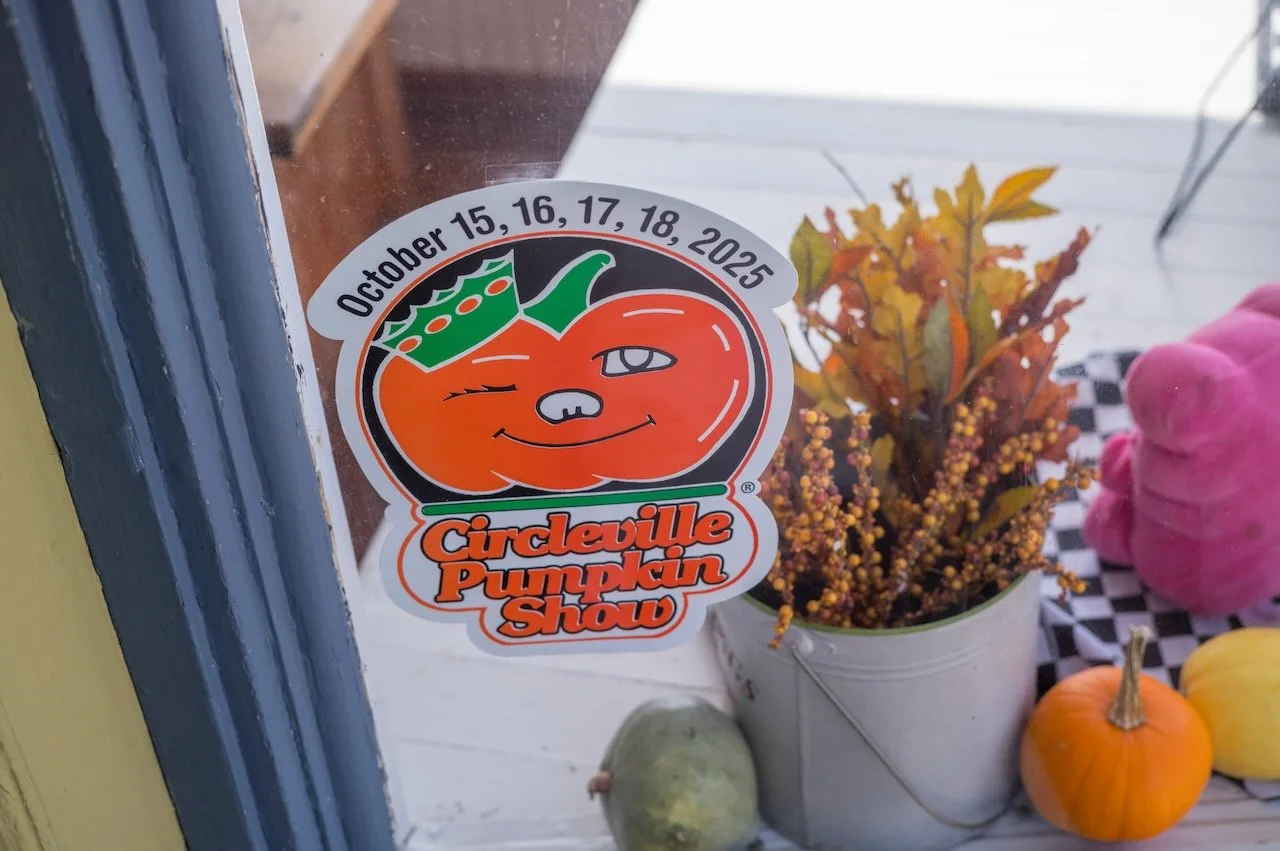 October 15, 16, 17, 18, 2025
®
Circleville
Pumpkin
Show